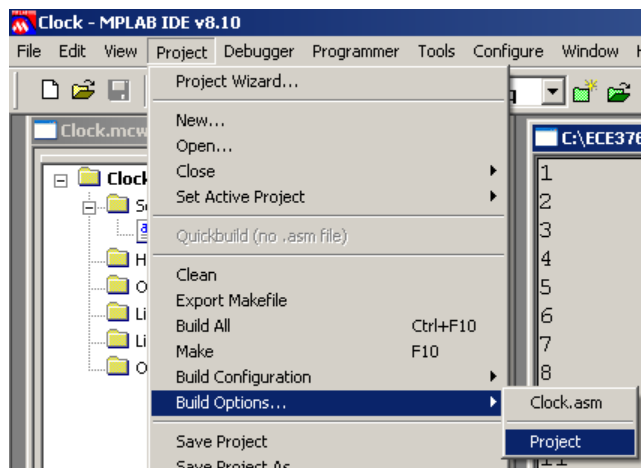 Clock - MPLAB IDE v8.10
File Edit View Project Debugger Programmer Tools Configure Window
Clock.mcw
C:\ECE376
Project Wizard...
New...
Open...
Close
Set Active Project
Quickbuild (no .asm file)
Clean
Export Makefile
Build All Ctrl+F10
Make F10
Build Configuration
Build Options...
Save Project
Save Project As
Clock.asm
Project
1
2
3
4
5
6
7
8
11